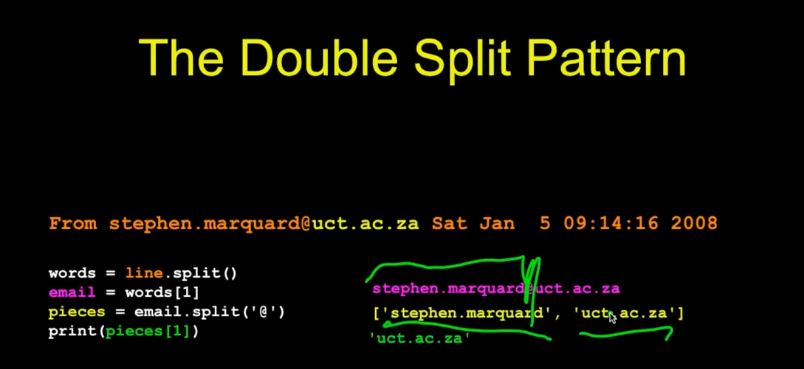 The Double Split Pattern
From stephen.marquard@uct.ac.za Sat Jan  5 09:14:16 2008
words = line.split()
email = words[1]
pieces = email.split('@')
print(pieces[1])
stephen.marquard@uct.ac.za
['stephen.marquard', 'uct.ac.za']
'uct.ac.za'